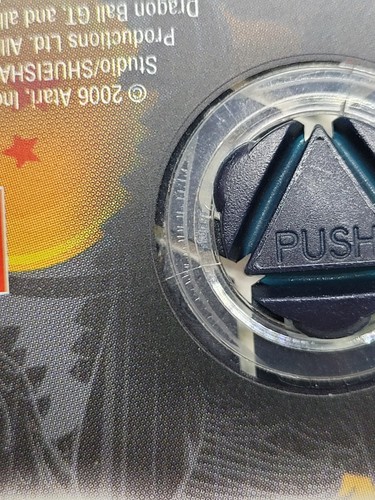 © 2006 Atari, Inc
Studio/SHUEISHA
Productions Ltd. All
Dragon Ball GT. and all
PUSH